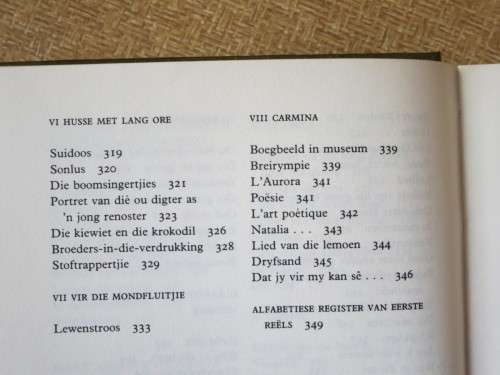 VI HUSSE MET LANG ORE
Suidoos 319
Sonlus 320
Die boomsingertjies 321
Portret van dié ou digter as
'n jong renoster 323
Die kiewiet en die krokodil 326
Broeders-in-die-verdrukking 328
Stoftrappertjie 329
VII VIR DIE MONDFLUITJIE
Lewenstroos 333
VIII CARMINA
Boegbeeld in museum 339
Breirympie 339
L'Aurora 341
Poësie 341
L'art poètique 342
Natalia . . . 343
Lied van die lemoen 344
Dryfsand 345
Dat jy vir my kan sê . . . 346
ALFABETIESE REGISTER VAN EERSTE
REËLS 349